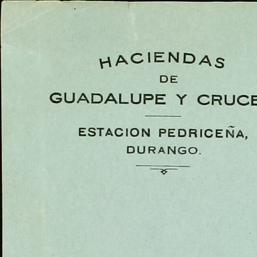 HACIENDAS
DE
GUADALUPE Y CRUCE
ESTACION PEDRICEÑA,
DURANGO.